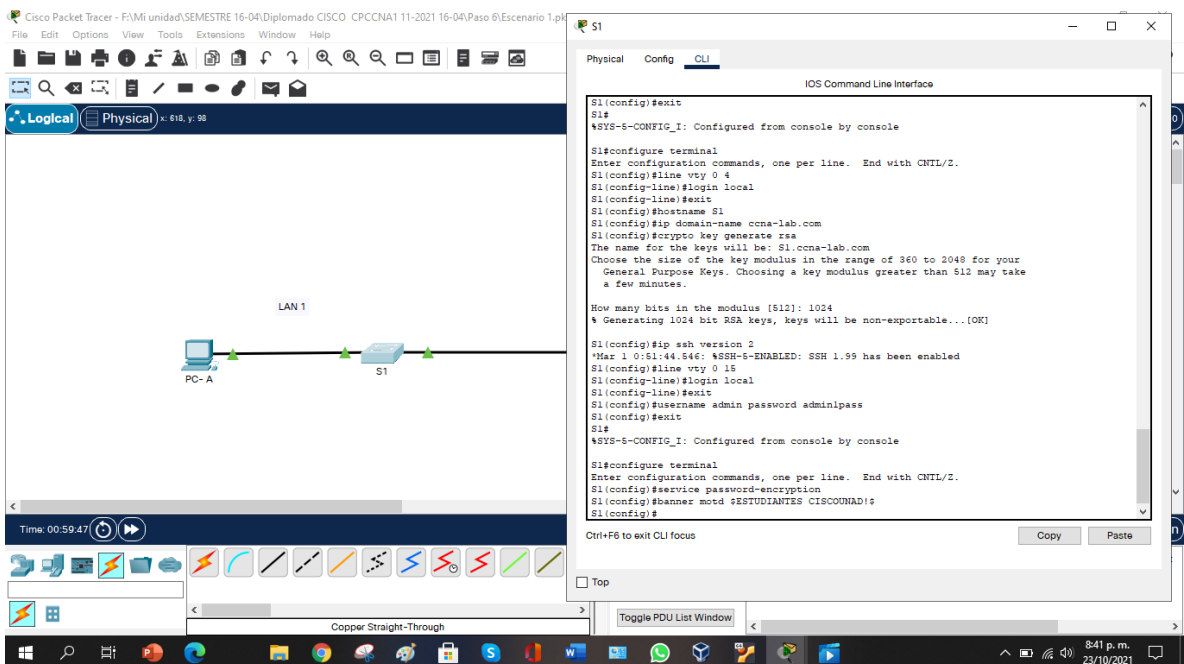 Cisco Packet Tracer - F:\Mi unidad\SEMESTRE 16-04\Diplomado CISCO CPCCNA1 11-2021 16-04\Paso 6\Escenario 1.pk
File Edit Options View Tools Extensions Window Help
Logical Physical x: 618, y: 98
LAN 1
PC- A
S1
Time: 00:59:47
Copper Straight-Through
S1
Physical Config CLI
IOS Command Line Interface
S1(config)#exit
S1#
%SYS-5-CONFIG_I: Configured from console by console
S1#configure terminal
Enter configuration commands, one per line. End with CNTL/Z.
S1(config)#line vty 0 4
S1(config-line)#login local
S1(config-line)#exit
S1(config)#hostname S1
S1(config)#ip domain-name ccna-lab.com
S1(config)#crypto key generate rsa
The name for the keys will be: S1.ccna-lab.com
Choose the size of the key modulus in the range of 360 to 2048 for your
General Purpose Keys. Choosing a key modulus greater than 512 may take
a few minutes.
How many bits in the modulus [512]: 1024
% Generating 1024 bit RSA keys, keys will be non-exportable...[OK]
S1(config)#ip ssh version 2
*Mar 1 0:51:44.546: %SSH-5-ENABLED: SSH 1.99 has been enabled
S1(config)#line vty 0 15
S1(config-line)#login local
S1(config-line)#exit
S1(config)#username admin password admin1pass
S1(config)#exit
S1#
%SYS-5-CONFIG_I: Configured from console by console
S1#configure terminal
Enter configuration commands, one per line. End with CNTL/Z.
S1(config)#service password-encryption
S1(config)#banner motd $ESTUDIANTES CISCOUNAD!$
S1(config)#
Ctrl+F6 to exit CLI focus
Copy Paste
Top
Toggle PDU List Window
8:41 p. m.
23/10/2021